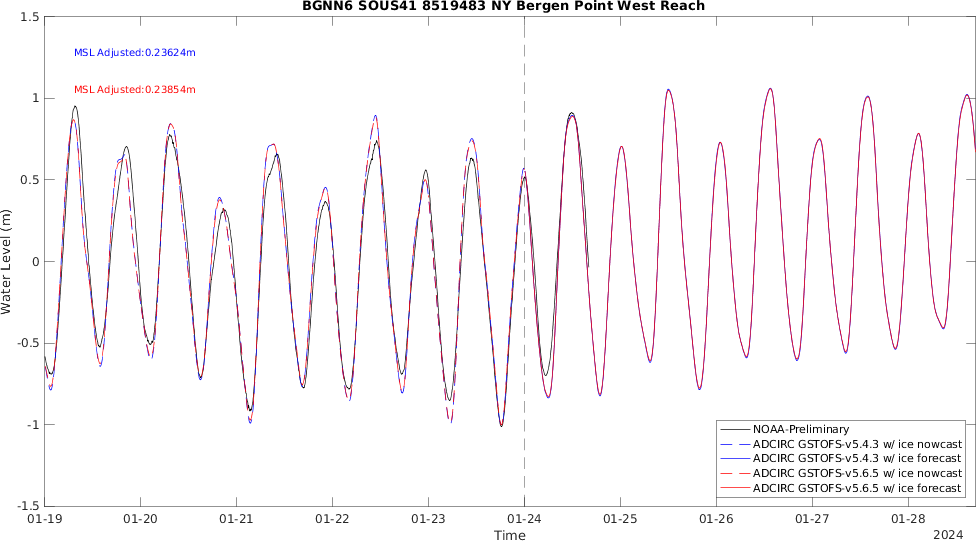 BGNN6 SOUS41 8519483 NY Bergen Point West Reach
1.5
MSL Adjusted:0.23624m
MSL Adjusted:0.23854m
1
0.5
0
-0.5
-1
-1.5
Water Level (m)
NOAA-Preliminary
ADCIRC GSTOFS-v5.4.3 w/ ice nowcast
ADCIRC GSTOFS-v5.4.3 w/ ice forecast
ADCIRC GSTOFS-v5.6.5 w/ ice nowcast
ADCIRC GSTOFS-v5.6.5 w/ ice forecast
01-19 01-20 01-21 01-22 01-23 01-24 01-25 01-26 01-27 01-28
Time
2024